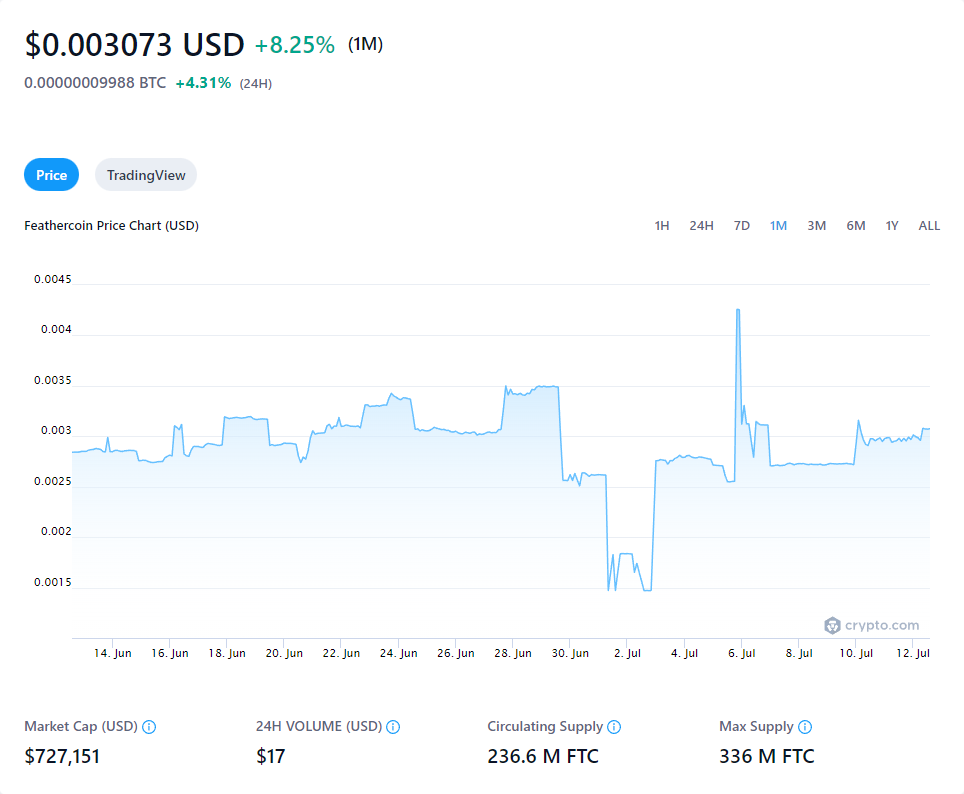 $0.003073 USD +8.25% (1M)
0.00000009988 BTC +4.31% (24H)
Price TradingView
Feathercoin Price Chart (USD) 1H 24H 7D 1M 3M 6M 1Y ALL
0.0045
0.004
0.0035
0.003
0.0025
0.002
0.0015
crypto.com
14. Jun 16. Jun 18. Jun 20. Jun 22. Jun 24. Jun 26. Jun 28. Jun 30. Jun 2. Jul 4. Jul 6. Jul 8. Jul 10. Jul 12. Jul
Market Cap (USD) 24H VOLUME (USD) Circulating Supply Max Supply
$727,151 $17 236.6 M FTC 336 M FTC